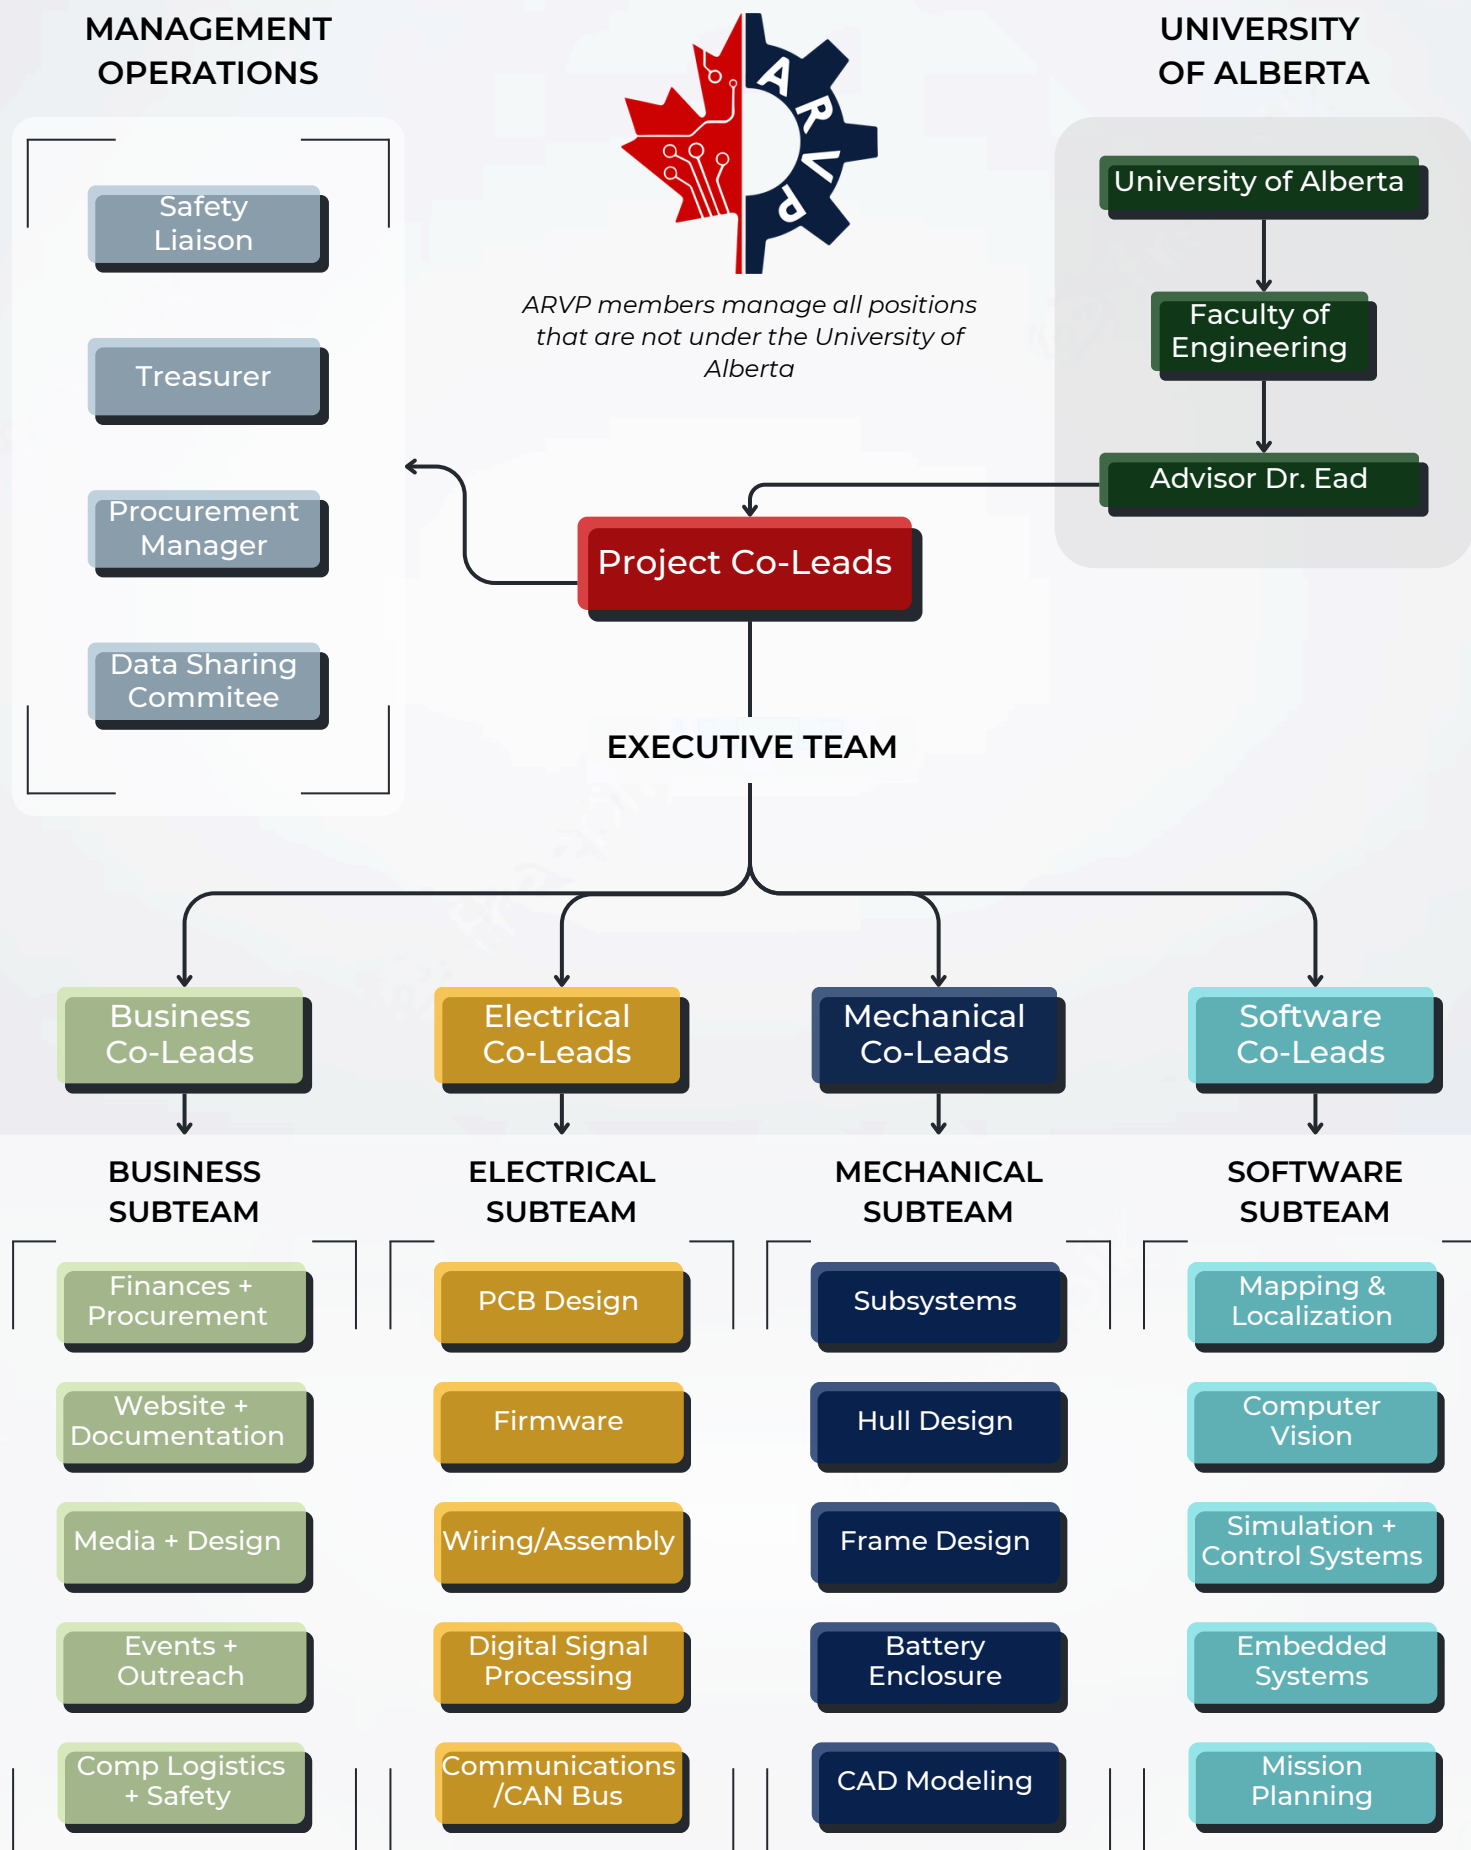 MANAGEMENT
OPERATIONS
Safety
Liaison
Treasurer
Procurement
Manager
Data Sharing
Commitee
ARVP
ARVP members manage all positions
that are not under the University of
Alberta
UNIVERSITY
OF ALBERTA
University of Alberta
Faculty of
Engineering
Advisor Dr. Ead
Project Co-Leads
EXECUTIVE TEAM
Business
Co-Leads
Electrical
Co-Leads
Mechanical
Co-Leads
Software
Co-Leads
BUSINESS
SUBTEAM
Finances +
Procurement
Website +
Documentation
Media + Design
Events +
Outreach
Comp Logistics
+ Safety
ELECTRICAL
SUBTEAM
PCB Design
Firmware
Wiring/Assembly
Digital Signal
Processing
Communications
/CAN Bus
MECHANICAL
SUBTEAM
Subsystems
Hull Design
Frame Design
Battery
Enclosure
CAD Modeling
SOFTWARE
SUBTEAM
Mapping &
Localization
Computer
Vision
Simulation +
Control Systems
Embedded
Systems
Mission
Planning